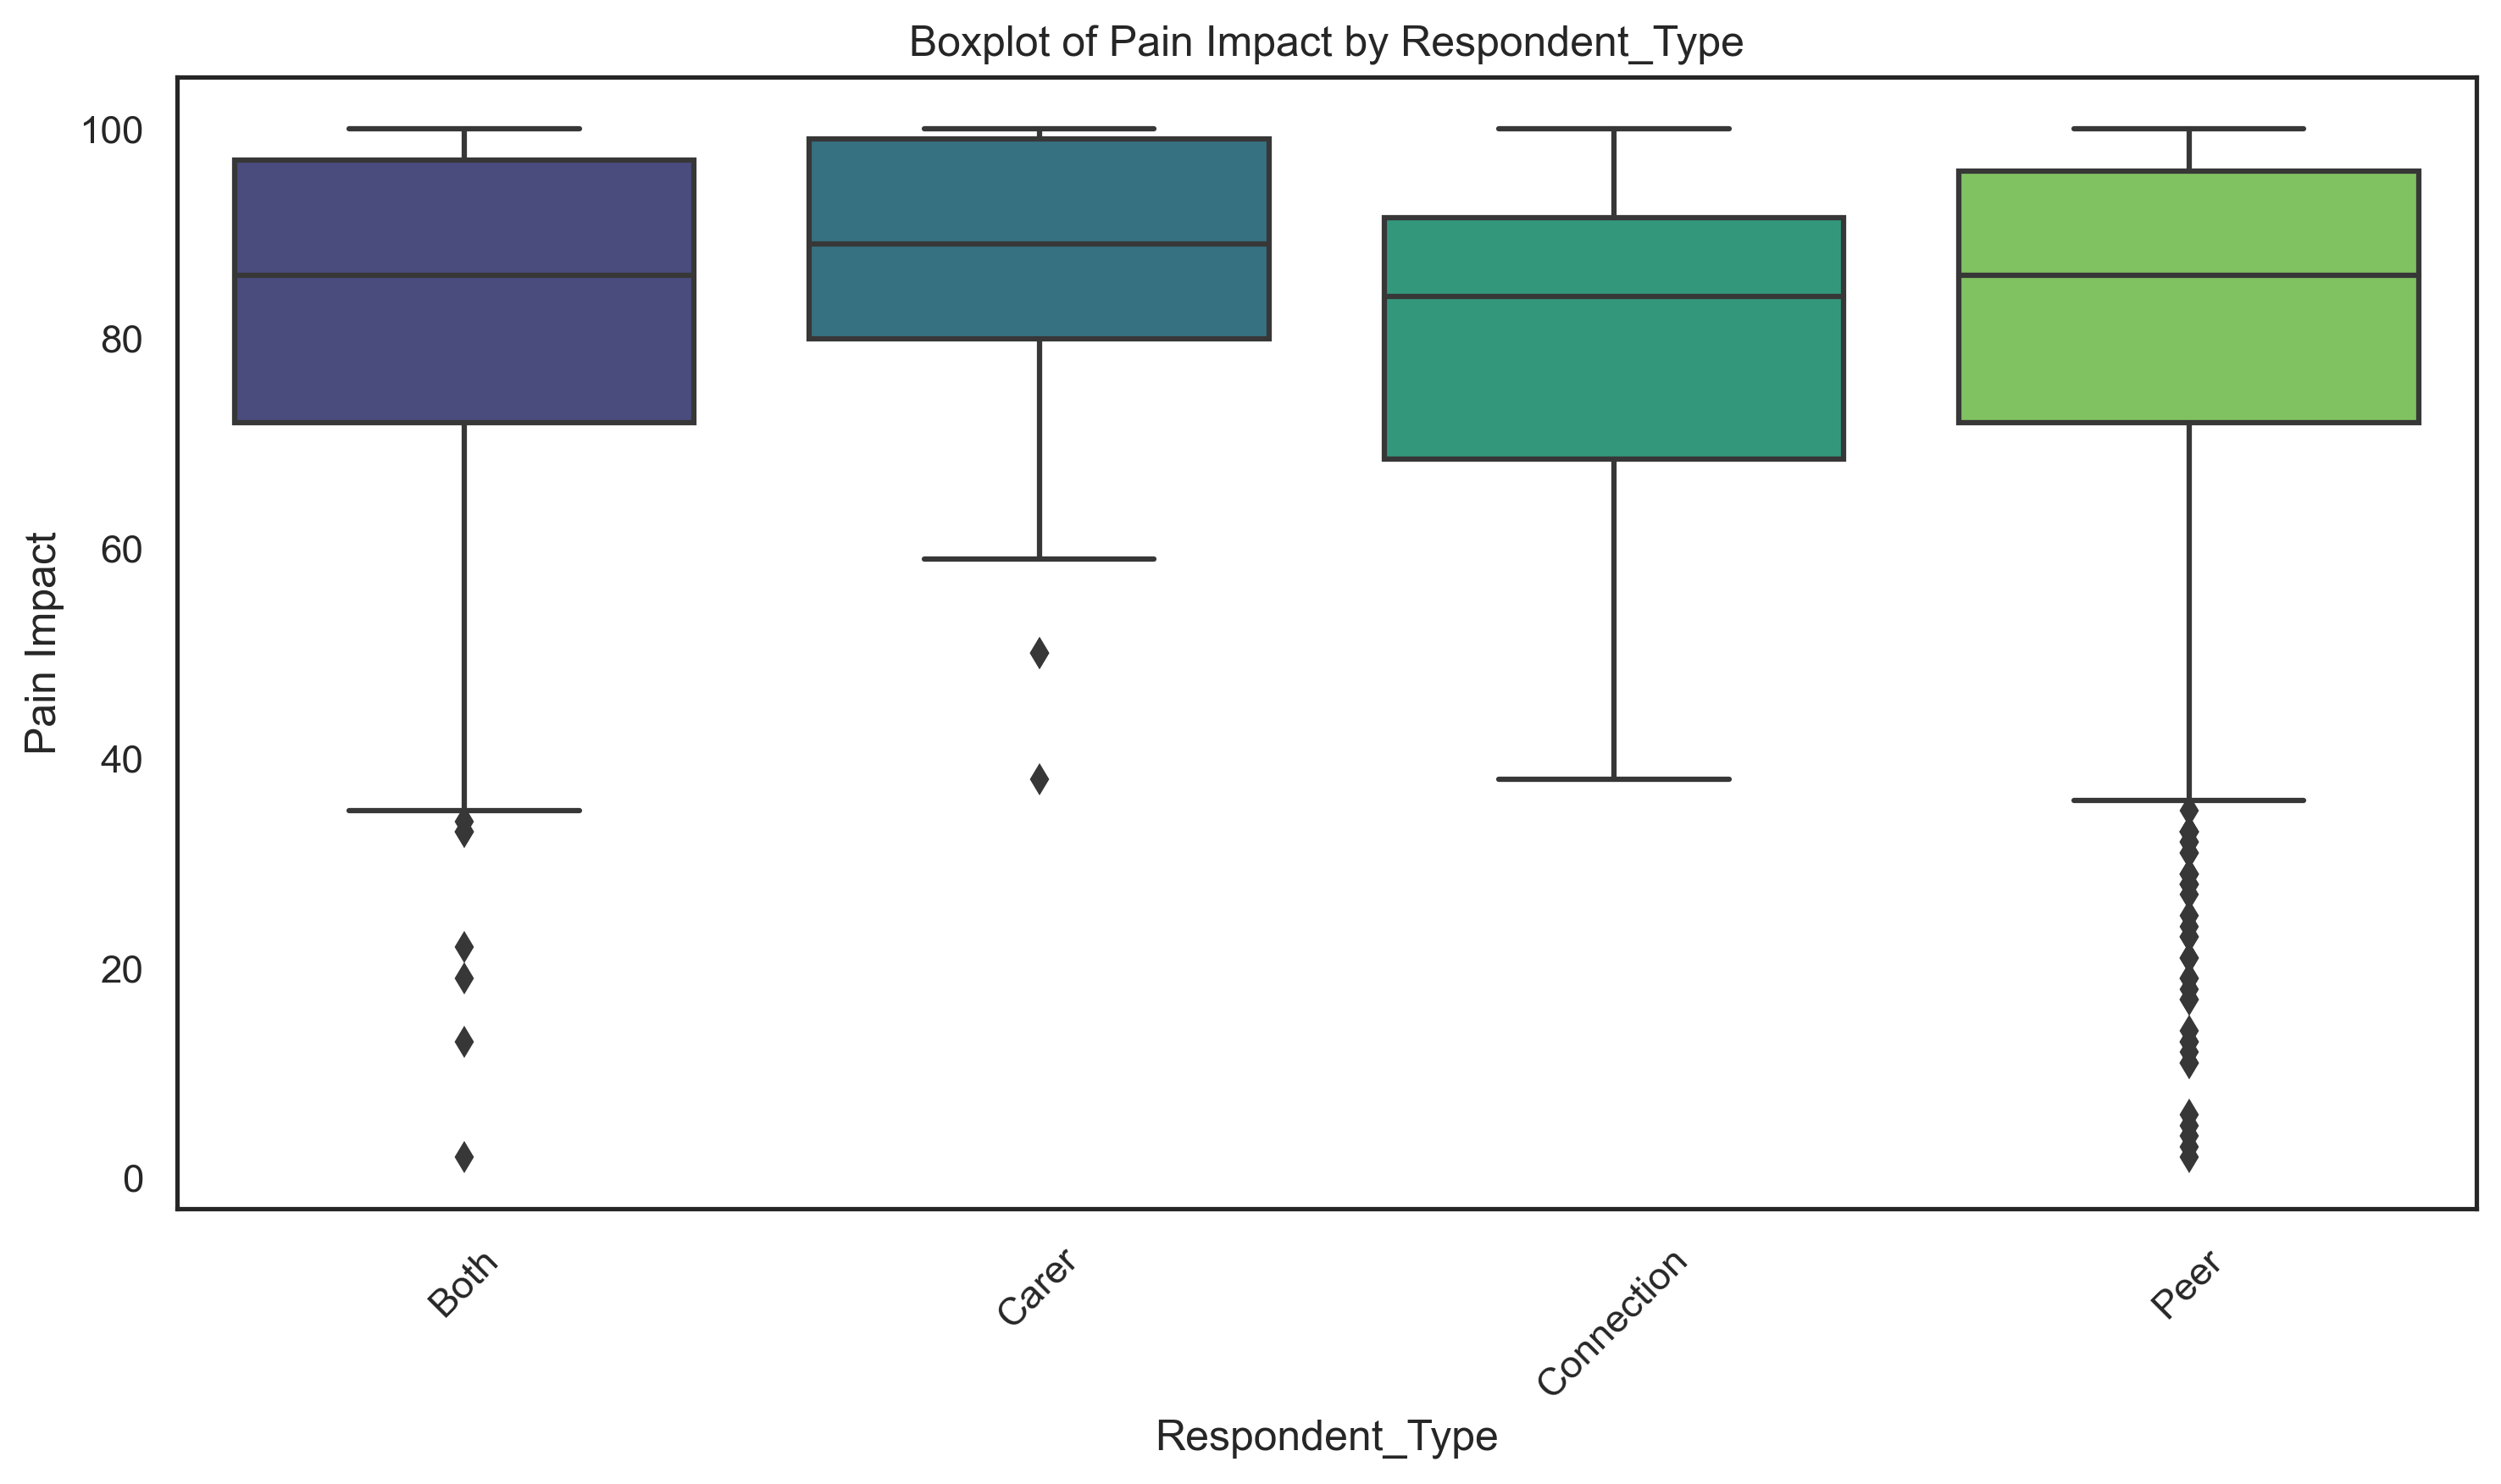 Boxplot of Pain Impact by Respondent_Type
100
80
60
40
20
0
Pain Impact
Both
Carer
Connection
Peer
Respondent_Type